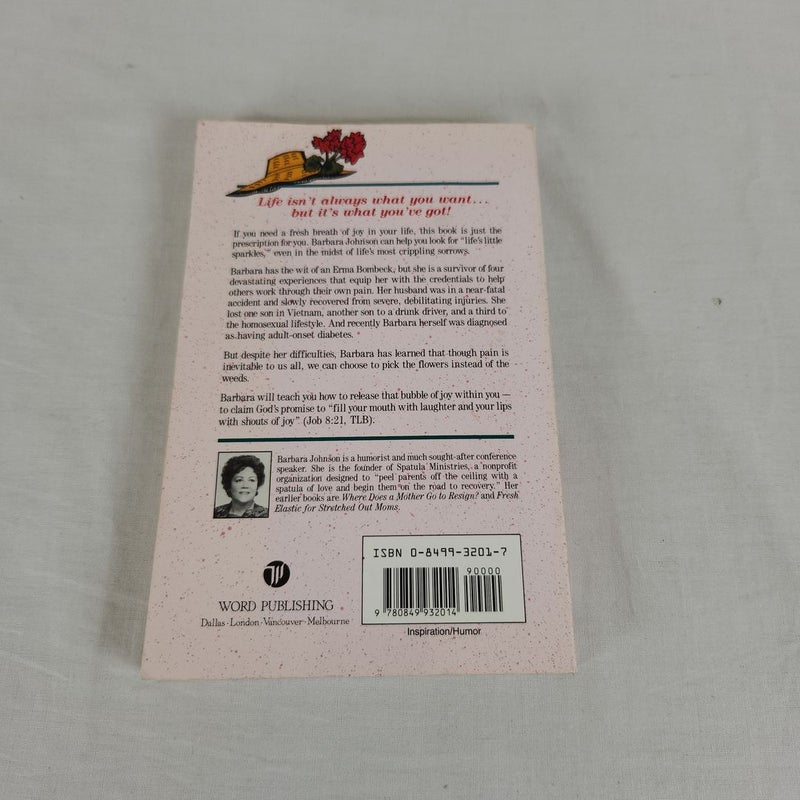 Life isn't always what you want...
but it's what you've got!
If you need a fresh breath of joy in your life, this book is just the
prescription for you. Barbara Johnson can help you look for "life's little
sparkles," even in the midst of life's most crippling sorrows.
Barbara has the wit of an Erma Bombeck, but she is a survivor of four
devastating experiences that equip her with the credentials to help
others work through their own pain. Her husband was in a near-fatal
accident and slowly recovered from severe, debilitating injuries. She
lost one son in Vietnam, another son to a drunk driver, and a third to
the homosexual lifestyle. And recently Barbara herself was diagnosed
as having adult-onset diabetes.
But despite her difficulties, Barbara has learned that though pain is
inevitable to us all, we can choose to pick the flowers instead of the
weeds.
Barbara will teach you how to release that bubble of joy within you —
to claim God's promise to "fill your mouth with laughter and your lips
with shouts of joy" (Job 8:21, TLB).
Barbara Johnson is a humorist and much sought-after conference
speaker. She is the founder of Spatula Ministries, a nonprofit
organization designed to "peel parents off the ceiling with a
spatula of love and begin them on the road to recovery." Her
earlier books are Where Does a Mother Go to Resign? and Fresh
Elastic for Stretched Out Moms.
WORD PUBLISHING
Dallas · London · Vancouver · Melbourne
ISBN 0-8499-3201-7
90000
9 780849 932014
Inspiration/Humor